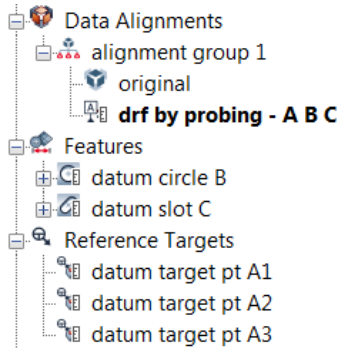 Data Alignments
alignment group 1
original
drf by probing - A B C
Features
datum circle B
datum slot C
Reference Targets
datum target pt A1
datum target pt A2
datum target pt A3